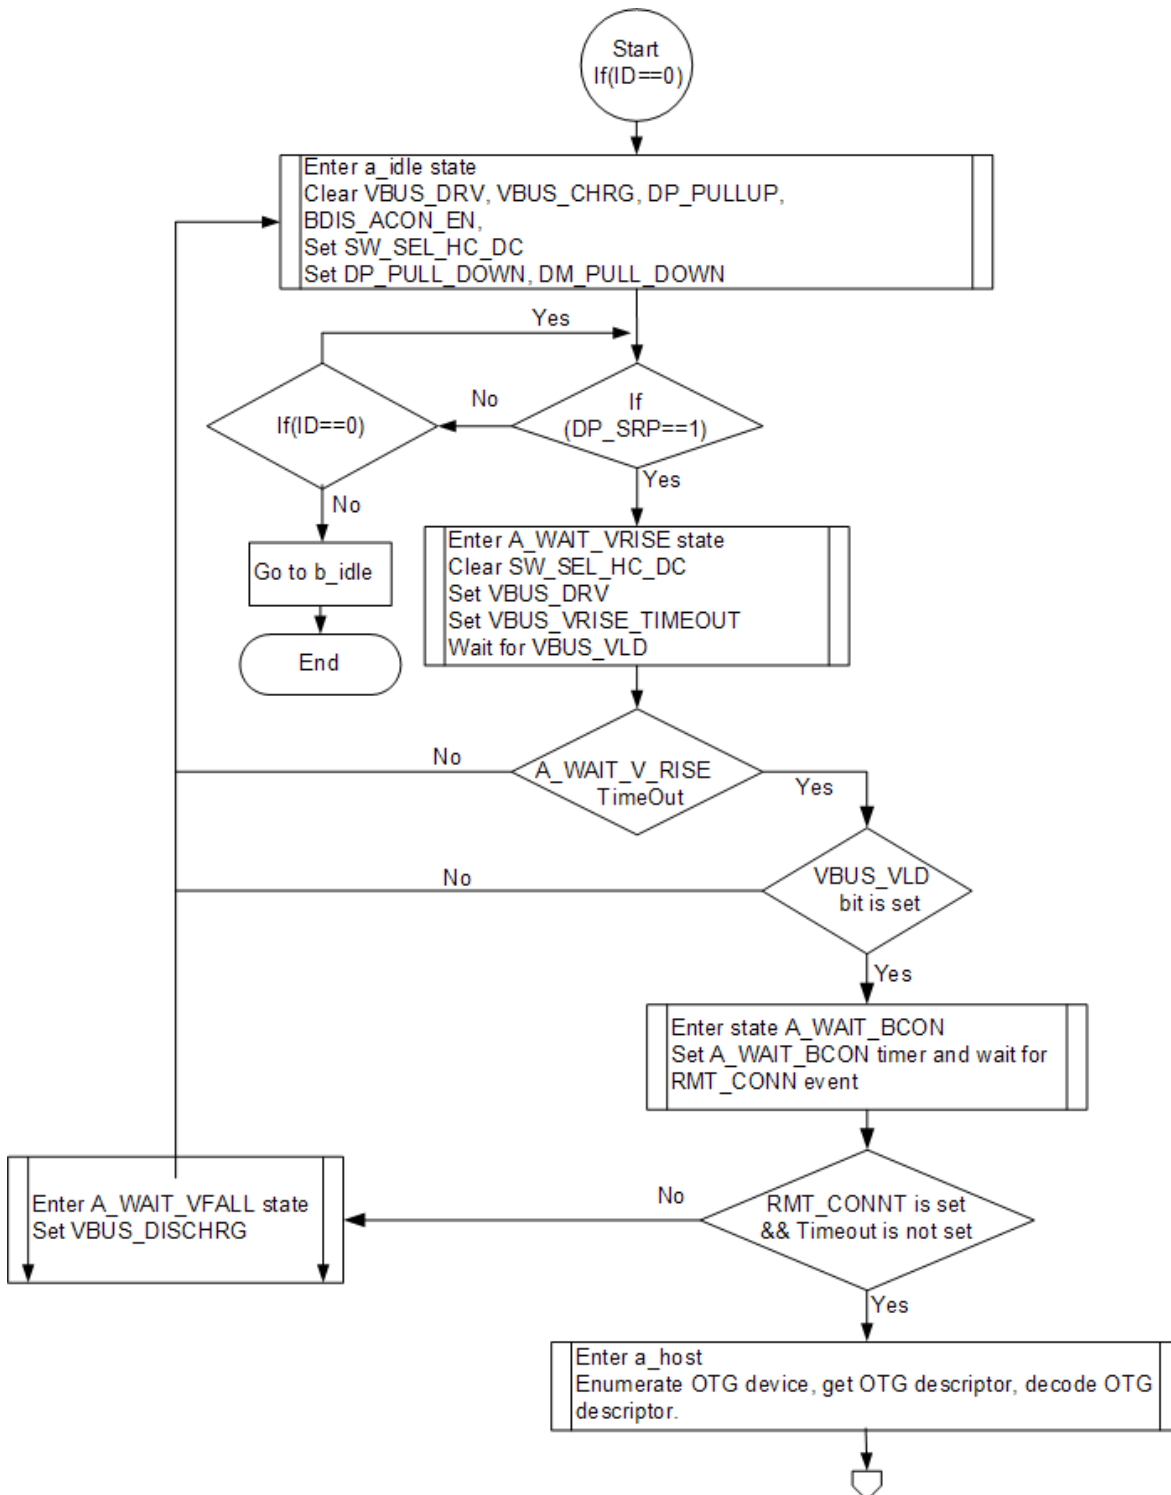 Start
If(ID==0)
Enter a_idle state
Clear VBUS_DRV, VBUS_CHRG, DP_PULLUP,
BDIS_ACON_EN,
Set SW_SEL_HC_DC
Set DP_PULL_DOWN, DM_PULL_DOWN
Yes
If(ID==0)
No
If
(DP_SRP==1)
Yes
No
Go to b_idle
End
Enter A_WAIT_VRISE state
Clear SW_SEL_HC_DC
Set VBUS_DRV
Set VBUS_VRISE_TIMEOUT
Wait for VBUS_VLD
No
A_WAIT_V_RISE
TimeOut
Yes
No
VBUS_VLD
bit is set
Yes
Enter state A_WAIT_BCON
Set A_WAIT_BCON timer and wait for
RMT_CONN event
Enter A_WAIT_VFALL state
Set VBUS_DISCHRG
No
RMT_CONNT is set
&& Timeout is not set
Yes
Enter a_host
Enumerate OTG device, get OTG descriptor, decode OTG
descriptor.